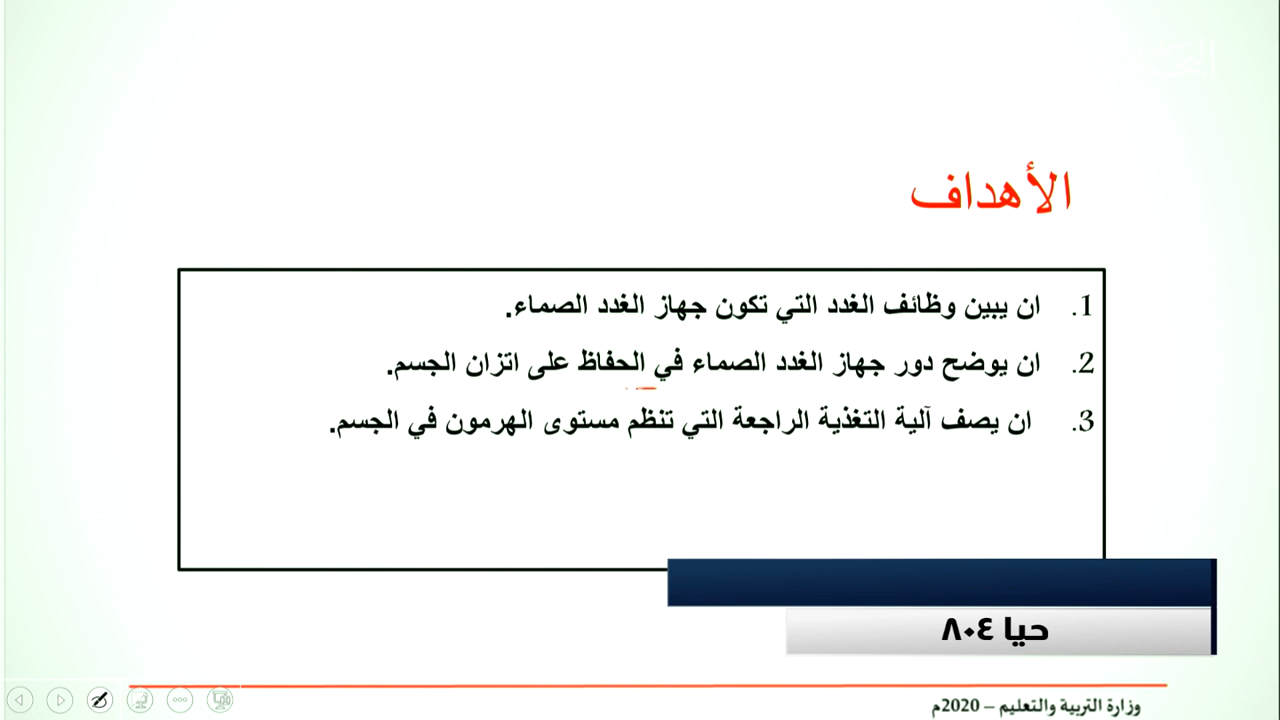 الأهداف
1. ان يبين وظائف الغدد التي تكون جهاز الغدد الصماء.
2. ان يوضح دور جهاز الغدد الصماء في الحفاظ على اتزان الجسم.
3. ان يصف آلية التغذية الراجعة التي تنظم مستوى الهرمون في الجسم.
حيا ٨٠٤
وزارة التربية والتعليم – 2020م